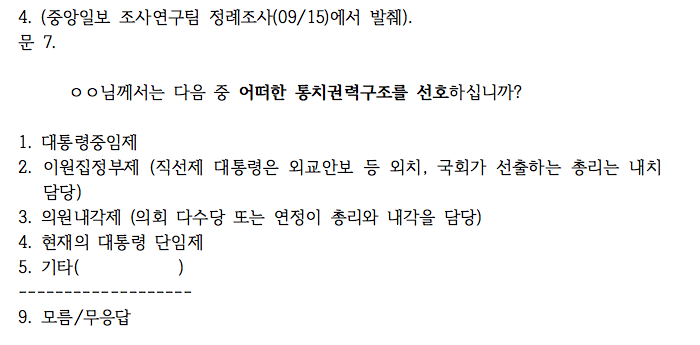 4. (중앙일보 조사연구팀 정례조사(09/15)에서 발췌).
문 7.
ㅇㅇ님께서는 다음 중 어떠한 통치권력구조를 선호하십니까?
1. 대통령중임제
2. 이원집정부제 (직선제 대통령은 외교안보 등 외치, 국회가 선출하는 총리는 내치
담당)
3. 의원내각제 (의회 다수당 또는 연정이 총리와 내각을 담당)
4. 현재의 대통령 단임제
5. 기타(          )
-------------------
9. 모름/무응답